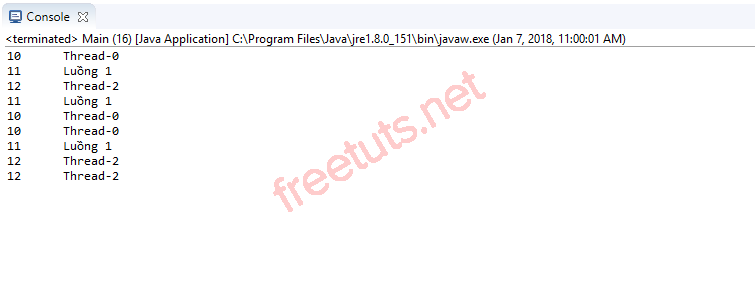 Console
<terminated> Main (16) [Java Application] C:\Program Files\Java\jre1.8.0_151\bin\javaw.exe (Jan 7, 2018, 11:00:01 AM)
10 Thread-0
11 Luồng 1
12 Thread-2
11 Luồng 1
10 Thread-0
10 Thread-0
11 Luồng 1
12 Thread-2
12 Thread-2
freetuts.net